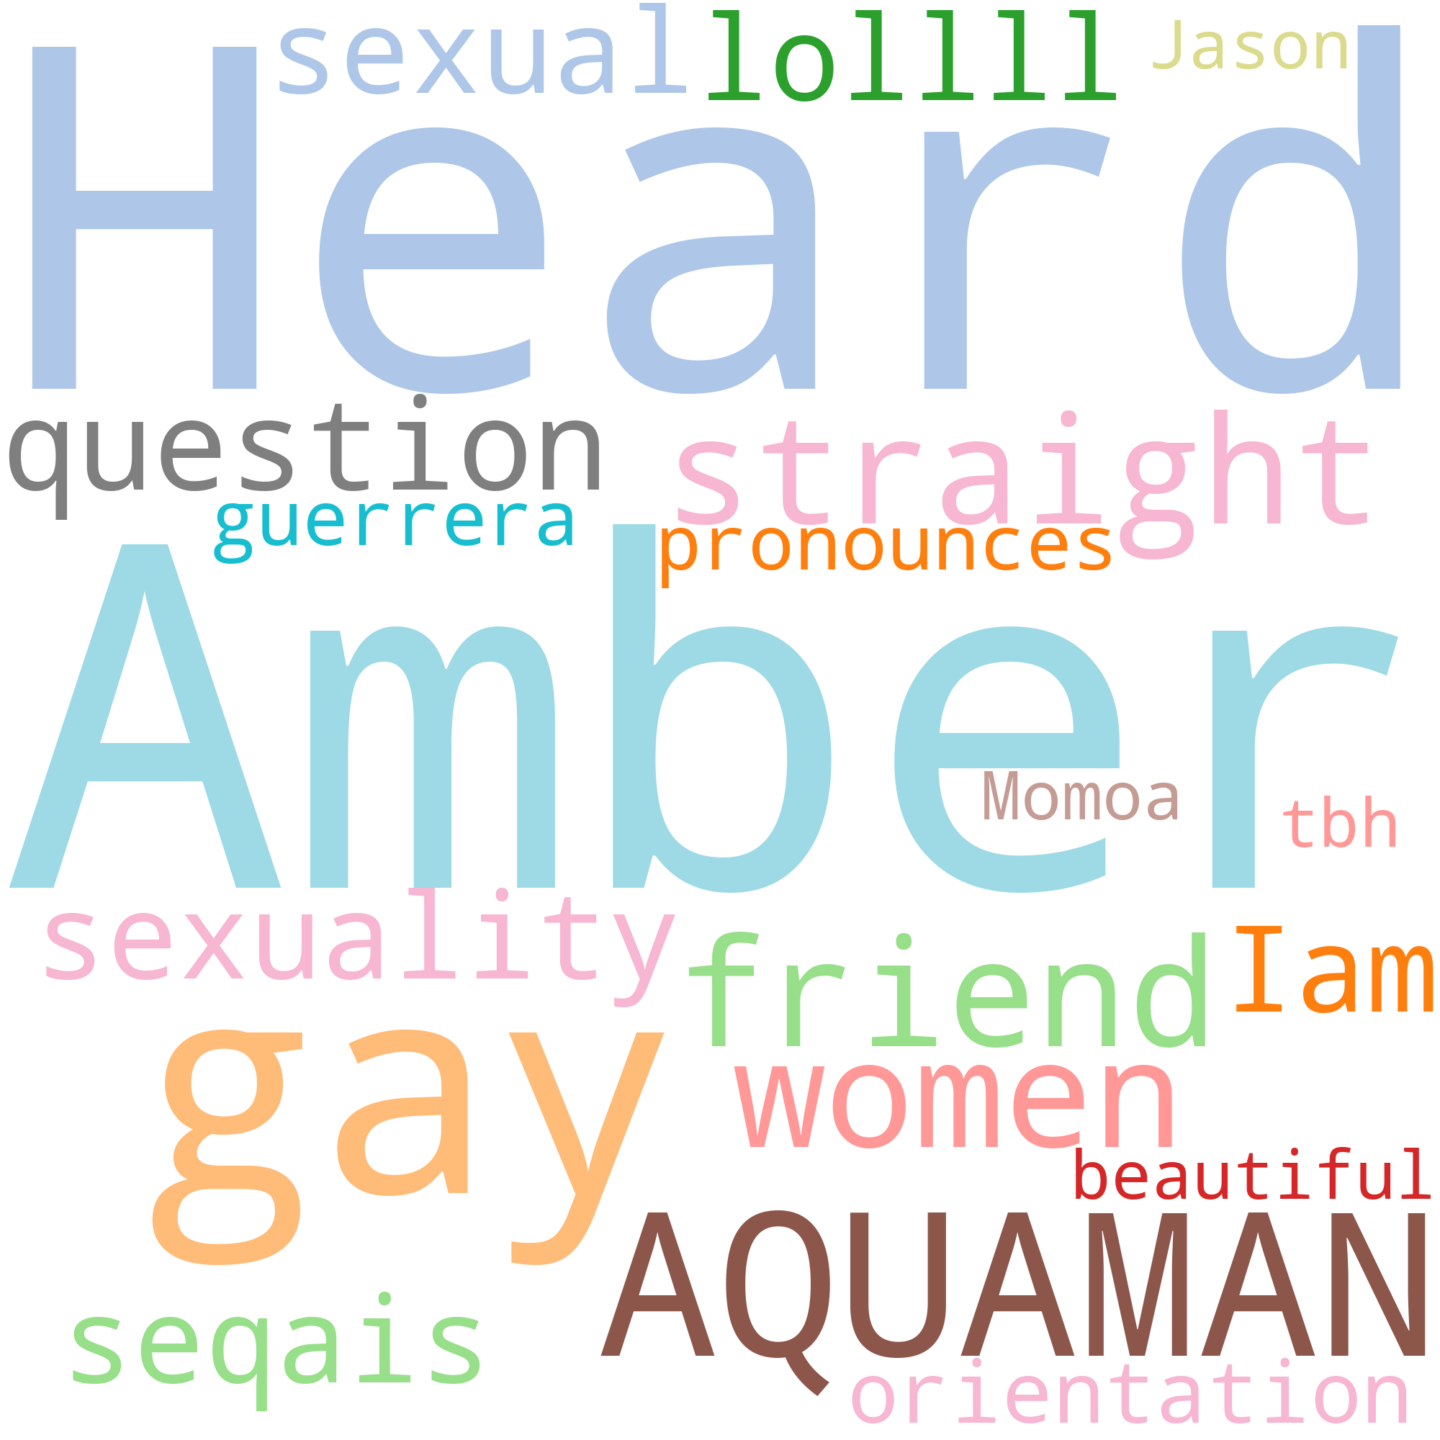 sexual lollll Jason
Heard
question straight
guerrera pronounces
Amber
Momoa tbh
sexuality friend Iam
gay women
beautiful
AQUAMAN
seqais orientation